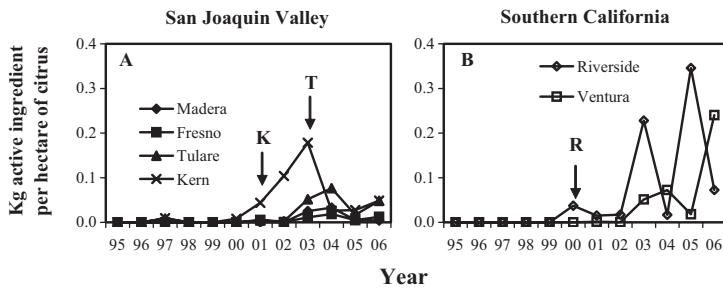 San Joaquin Valley
Southern California
Kg active ingredient
per hectare of citrus
0.4
0.3
0.2
0.1
0.0
A
T
K
Madera
Fresno
Tulare
Kern
95 96 97 98 99 00 01 02 03 04 05 06
0.4
0.3
0.2
0.1
0.0
B
Riverside
Ventura
R
95 96 97 98 99 00 01 02 03 04 05 06
Year